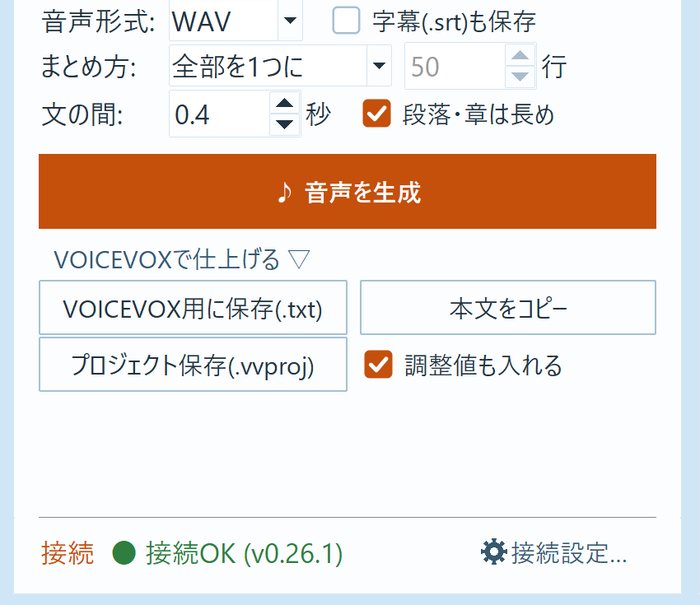 音声形式: WAV 字幕(.srt)も保存
まとめ方: 全部を1つに 50 行
文の間: 0.4 秒 段落・章は長め
♪ 音声を生成
VOICEVOXで仕上げる ▽
VOICEVOX用に保存(.txt) 本文をコピー
プロジェクト保存(.vvproj) 調整値も入れる
接続 接続OK (v0.26.1) 接続設定...